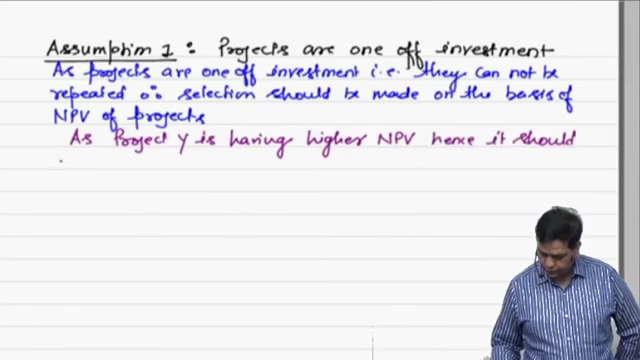 Assumption 1 : Projects are one off investment
As projects are one off investment i.e. they can not be
repeated ∴ selection should be made on the basis of
NPV of projects
As Project Y is having higher NPV hence it should